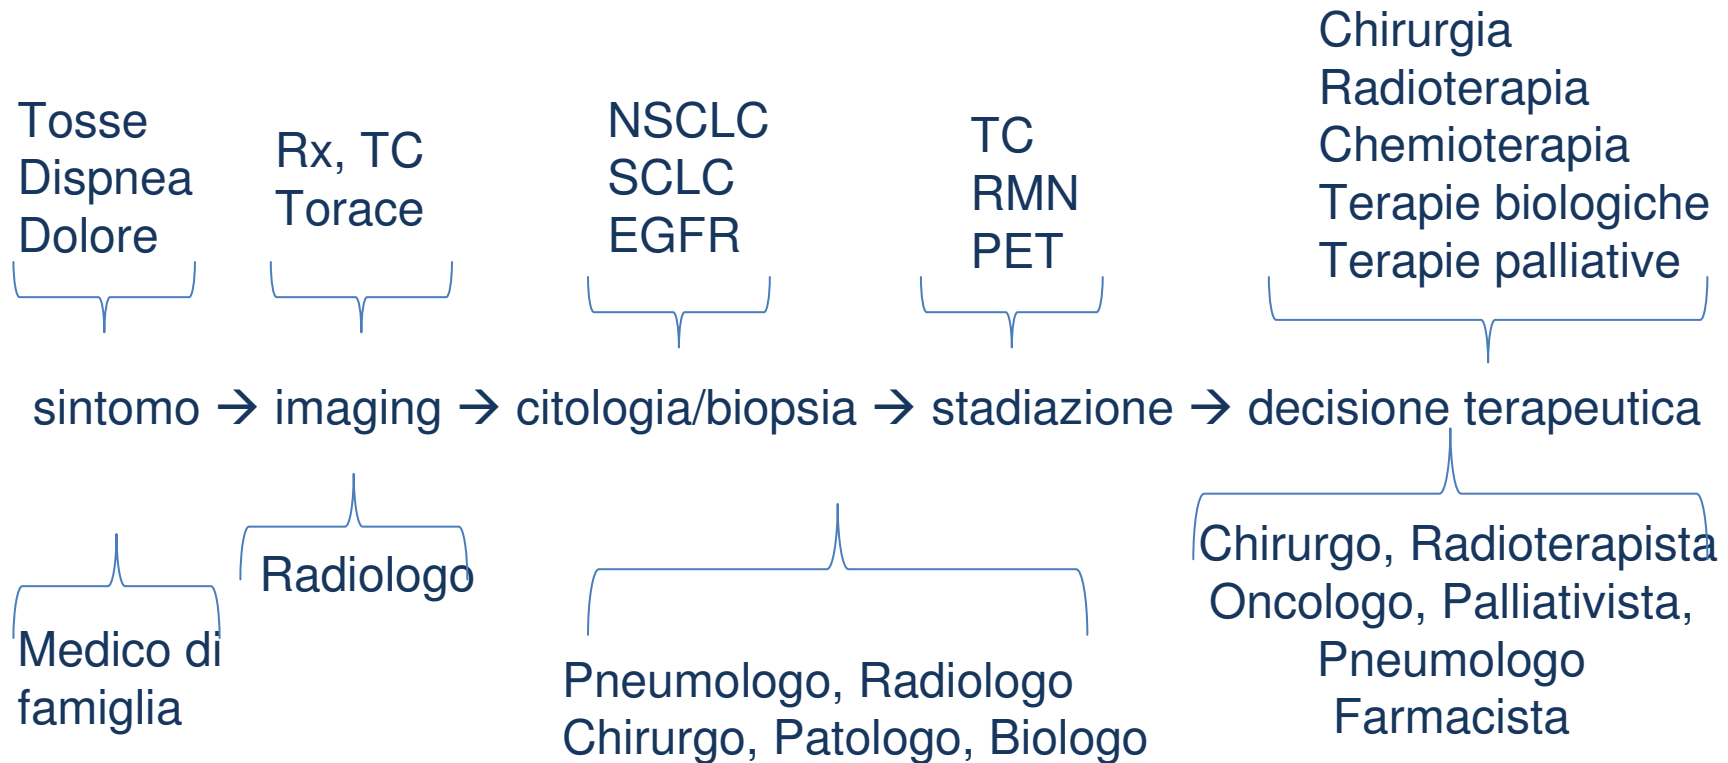 Tosse
Dispnea
Dolore
Rx, TC
Torace
NSCLC
SCLC
EGFR
TC
RMN
PET
Chirurgia
Radioterapia
Chemioterapia
Terapie biologiche
Terapie palliative
sintomo → imaging → citologia/biopsia → stadiazione → decisione terapeutica
Medico di
famiglia
Radiologo
Pneumologo, Radiologo
Chirurgo, Patologo, Biologo
Chirurgo, Radioterapista
Oncologo, Palliativista,
Pneumologo
Farmacista